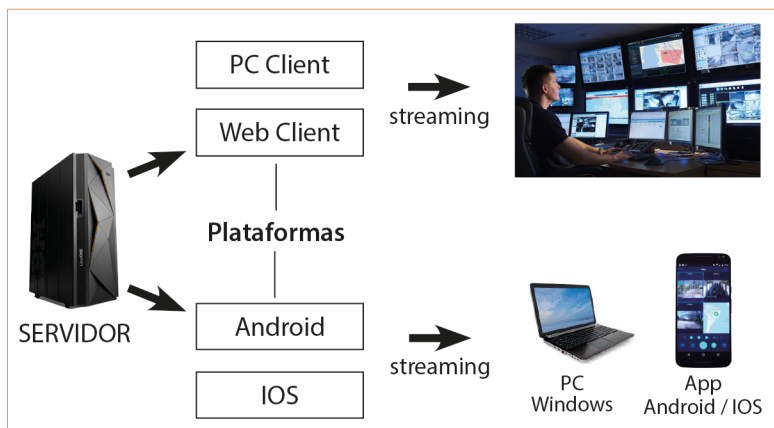 PC Client
streaming
Web Client
Plataformas
SERVIDOR
Android
streaming
IOS
PC
Windows
App
Android / IOS